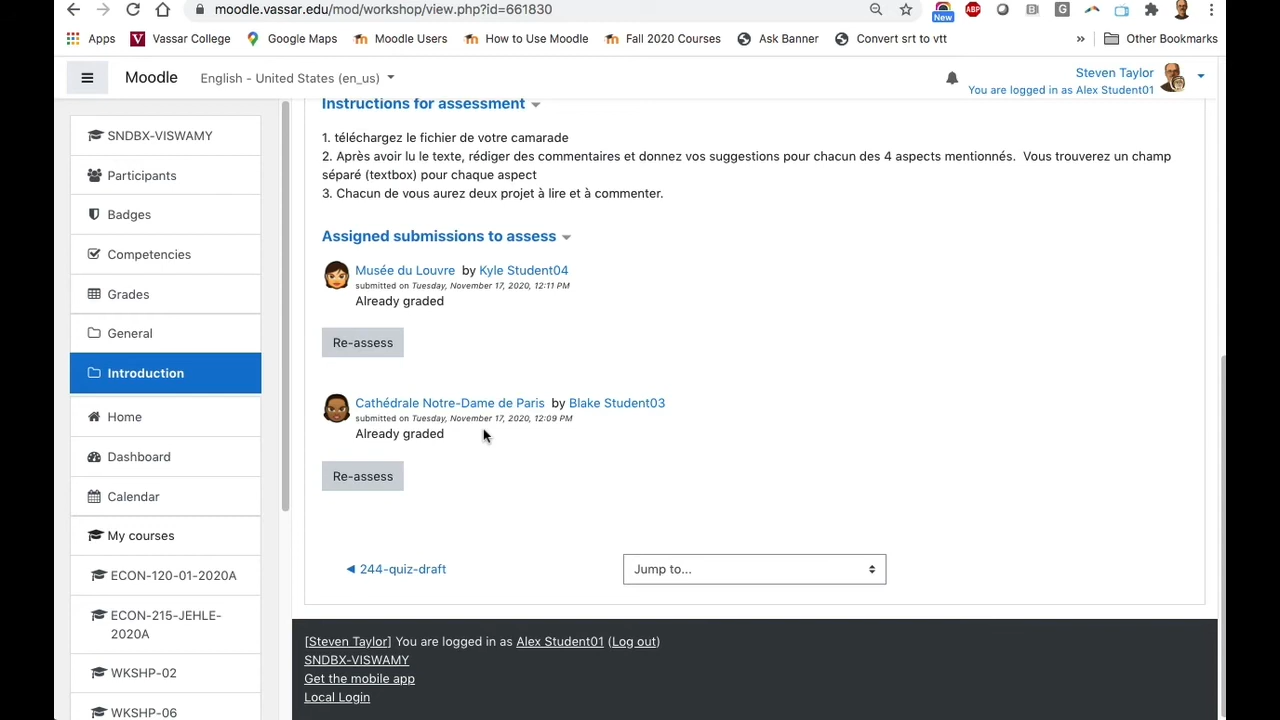 moodle.vassar.edu/mod/workshop/view.php?id=661830
New
ABP
G
Apps
Vassar College
Google Maps
Moodle Users
How to Use Moodle
Fall 2020 Courses
Ask Banner
Convert srt to vtt
»
Other Bookmarks
Moodle
English - United States (en_us)
Steven Taylor
You are logged in as Alex Student01
SNDBX-VISWAMY
Participants
Badges
Competencies
Grades
General
Introduction
Home
Dashboard
Calendar
My courses
ECON-120-01-2020A
ECON-215-JEHLE-
2020A
WKSHP-02
WKSHP-06
Instructions for assessment
1. téléchargez le fichier de votre camarade
2. Après avoir lu le texte, rédiger des commentaires et donnez vos suggestions pour chacun des 4 aspects mentionnés. Vous trouverez un champ
séparé (textbox) pour chaque aspect
3. Chacun de vous aurez deux projet à lire et à commenter.
Assigned submissions to assess
Musée du Louvre by Kyle Student04
submitted on Tuesday, November 17, 2020, 12:11 PM
Already graded
Re-assess
Cathédrale Notre-Dame de Paris by Blake Student03
submitted on Tuesday, November 17, 2020, 12:09 PM
Already graded
Re-assess
◄ 244-quiz-draft
Jump to...
[Steven Taylor] You are logged in as Alex Student01 (Log out)
SNDBX-VISWAMY
Get the mobile app
Local Login